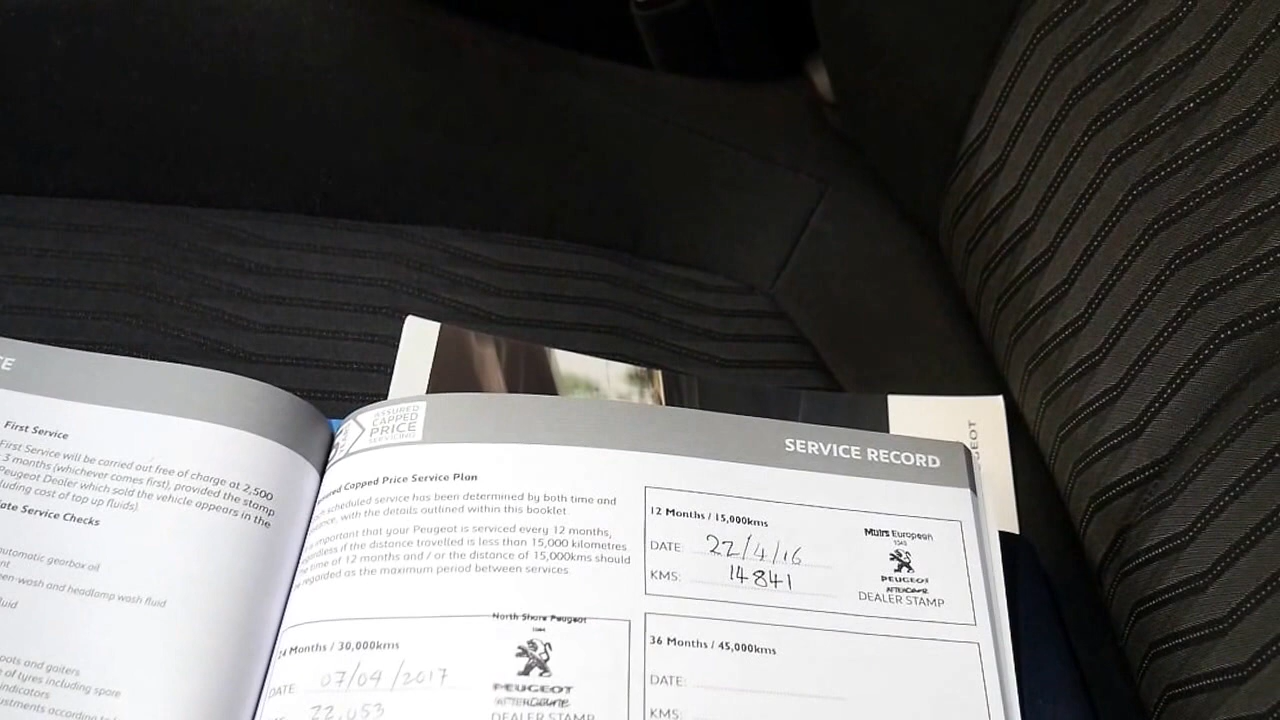 CE
First Service
First Service will be carried out free of charge at 2,500
3 months (whichever comes first), provided the stamp
Peugeot Dealer which sold the vehicle appears in the
cost of top up fluids)
Service Checks
automatic gearbox oil
wash and headlamp wash fluid
fluid
and gaiters
of tyres including spare
indicators
according to
ASSURED
CAPPED
PRICE
SERVICING
SERVICE RECORD
Capped Price Service Plan
scheduled service has been determined by both time and
with the details outlined within this booklet.
important that your Peugeot is serviced every 12 months,
if the distance travelled is less than 15,000 kilometres
time of 12 months and / or the distance of 15,000kms should
regarded as the maximum period between services.
12 Months / 15,000kms
DATE: 22/4/16
KMS: 14841
Muirs European
PEUGEOT
AFTERCARE
DEALER STAMP
24 Months / 30,000kms
DATE: 07/04/2017
22,053
North Shore Peugeot
PEUGEOT
AFTERCARE
DEALER STAMP
36 Months / 45,000kms
DATE:
KMS: